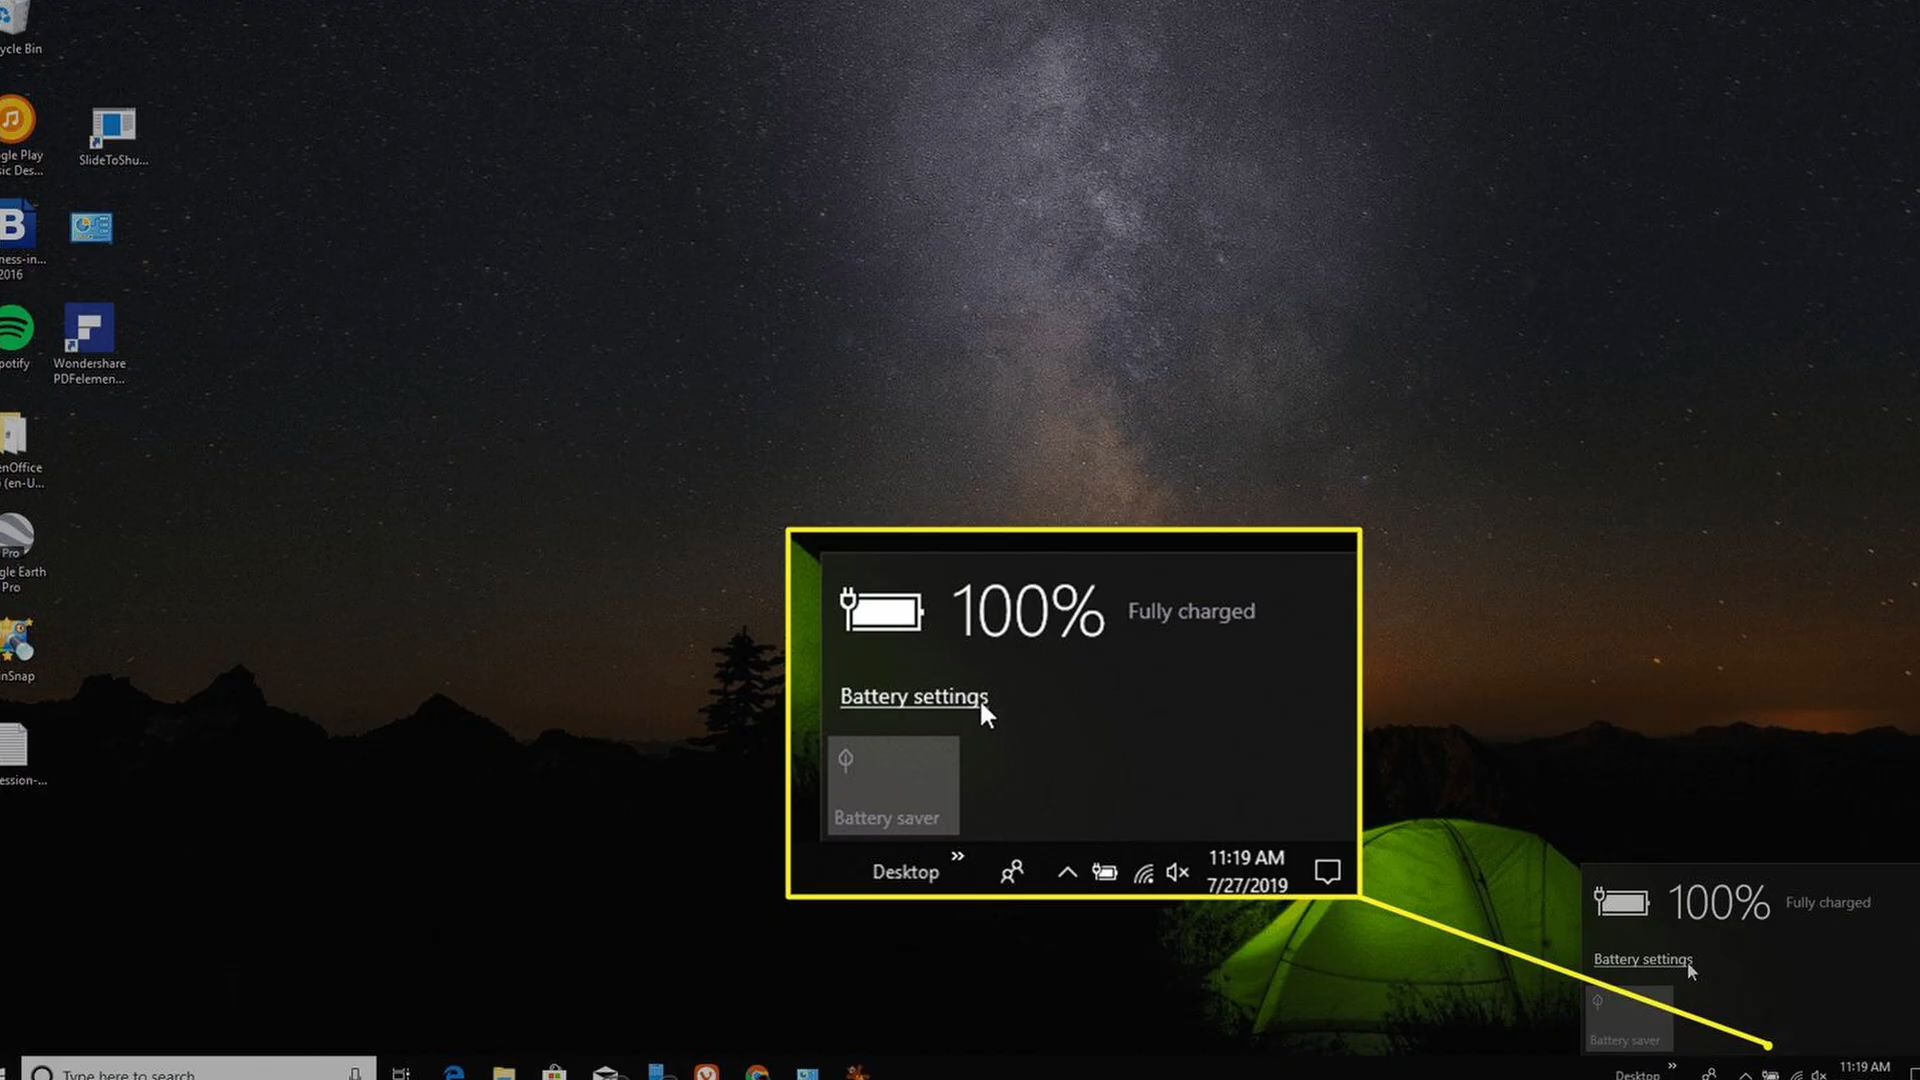 ycle Bin
gle Play
sic Des...
SlideToShu...
B
ness-in...
2016
potify
Wondershare
PDFelemen...
enOffice
(en-U...
Pro
gle Earth
Pro
inSnap
ession-...
100% Fully charged
Battery settings
Battery saver
Desktop »
11:19 AM
7/27/2019
100% Fully charged
Battery settings
Battery saver
Type here to search
Desktop »
11:19 AM